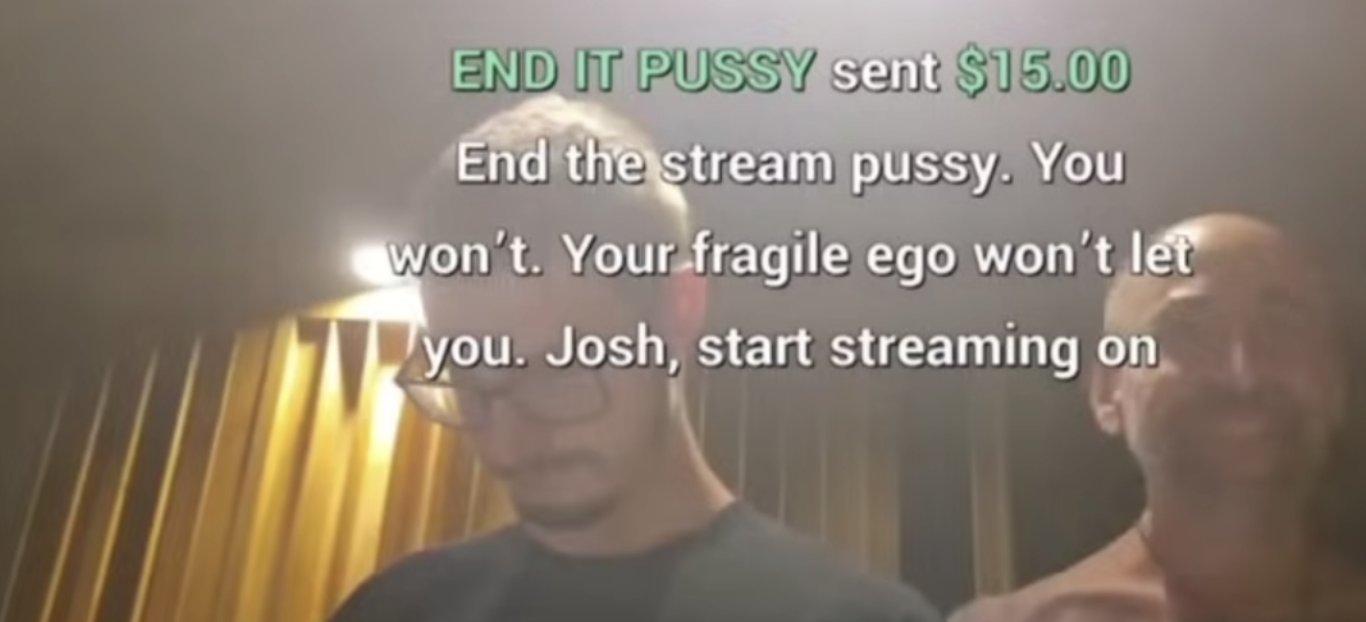 END IT PUSSY sent $15.00
End the stream pussy. You
won't. Your fragile ego won't let
you. Josh, start streaming on